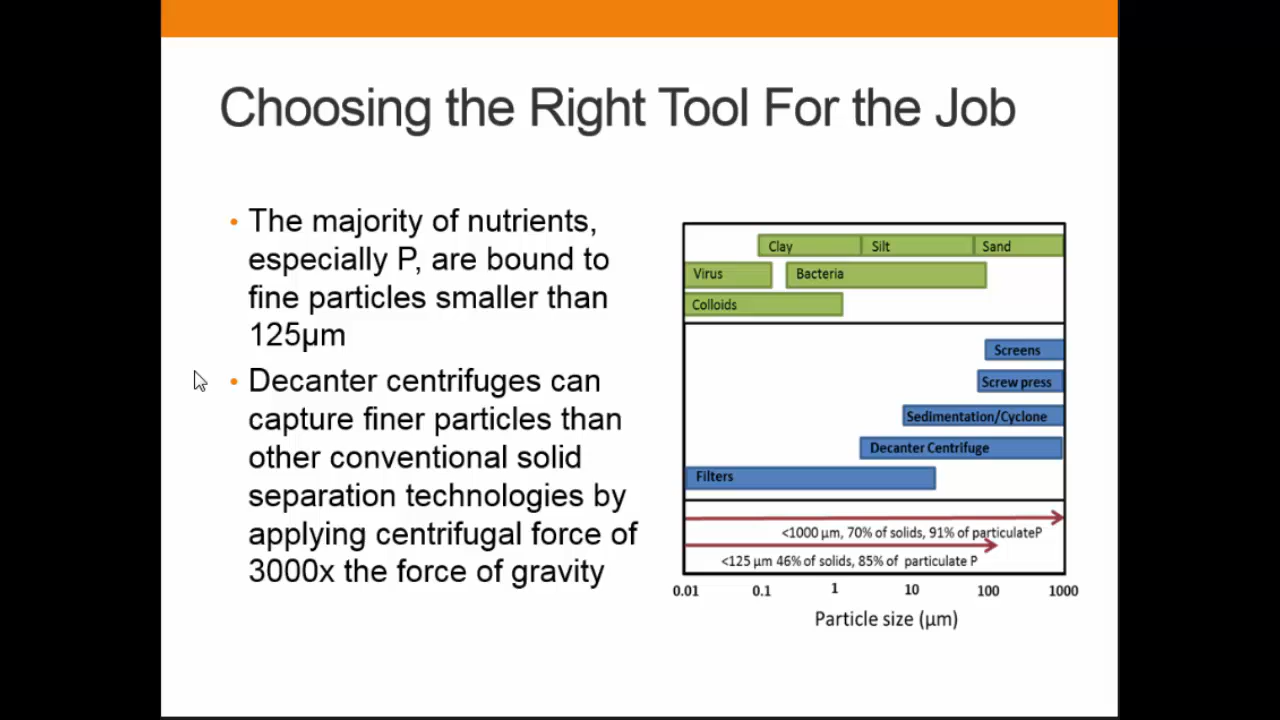 Choosing the Right Tool For the Job
• The majority of nutrients,
especially P, are bound to
fine particles smaller than
125µm
• Decanter centrifuges can
capture finer particles than
other conventional solid
separation technologies by
applying centrifugal force of
3000x the force of gravity
Clay Silt Sand
Virus Bacteria
Colloids
Screens
Screw press
Sedimentation/Cyclone
Decanter Centrifuge
Filters
<1000 µm, 70% of solids, 91% of particulateP
<125 µm 46% of solids, 85% of particulate P
0.01 0.1 1 10 100 1000
Particle size (µm)